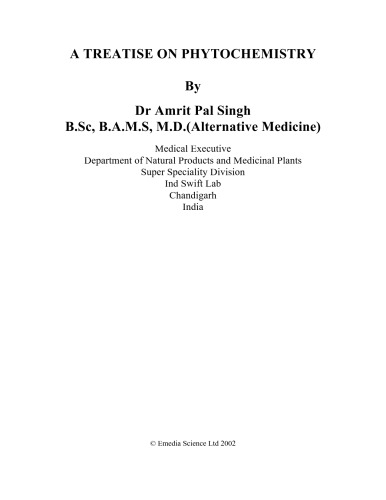 A TREATISE ON PHYTOCHEMISTRY
By
Dr Amrit Pal Singh
B.Sc, B.A.M.S, M.D.(Alternative Medicine)
Medical Executive
Department of Natural Products and Medicinal Plants
Super Speciality Division
Ind Swift Lab
Chandigarh
India
© Emedia Science Ltd 2002